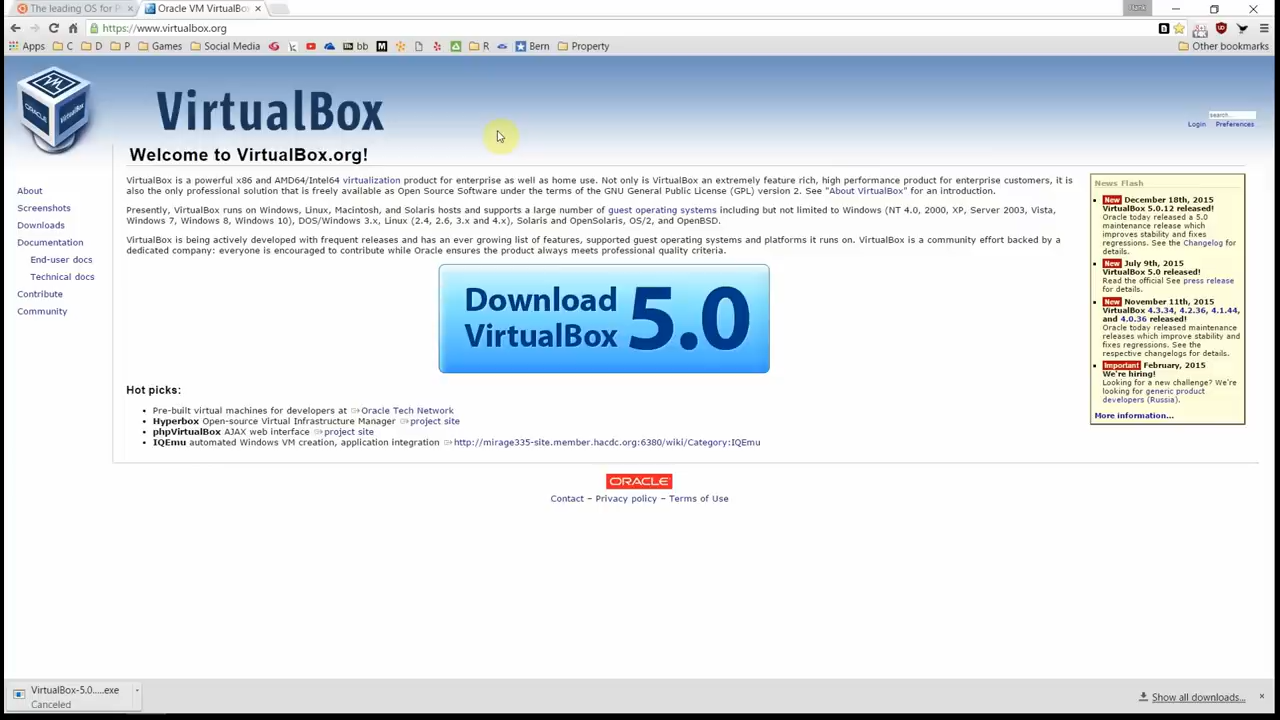 The leading OS for P
Oracle VM VirtualBo
https://www.virtualbox.org
Apps C D P Games Social Media bb M R Bern Property Other bookmarks
VirtualBox
search...
Login Preferences
Welcome to VirtualBox.org!
VirtualBox is a powerful x86 and AMD64/Intel64 virtualization product for enterprise as well as home use. Not only is VirtualBox an extremely feature rich, high performance product for enterprise customers, it is
also the only professional solution that is freely available as Open Source Software under the terms of the GNU General Public License (GPL) version 2. See "About VirtualBox" for an introduction.
Presently, VirtualBox runs on Windows, Linux, Macintosh, and Solaris hosts and supports a large number of guest operating systems including but not limited to Windows (NT 4.0, 2000, XP, Server 2003, Vista,
Windows 7, Windows 8, Windows 10), DOS/Windows 3.x, Linux (2.4, 2.6, 3.x and 4.x), Solaris and OpenSolaris, OS/2, and OpenBSD.
VirtualBox is being actively developed with frequent releases and has an ever growing list of features, supported guest operating systems and platforms it runs on. VirtualBox is a community effort backed by a
dedicated company: everyone is encouraged to contribute while Oracle ensures the product always meets professional quality criteria.
About
Screenshots
Downloads
Documentation
End-user docs
Technical docs
Contribute
Community
Download
VirtualBox 5.0
Hot picks:
Pre-built virtual machines for developers at Oracle Tech Network
Hyperbox Open-source Virtual Infrastructure Manager project site
phpVirtualBox AJAX web interface project site
IQEmu automated Windows VM creation, application integration http://mirage335-site.member.hacdc.org:6380/wiki/Category:IQEmu
News Flash
New December 18th, 2015
VirtualBox 5.0.12 released!
Oracle today released a 5.0
maintenance release which
improves stability and fixes
regressions. See the Changelog for
details.
New July 9th, 2015
VirtualBox 5.0 released!
Read the official See press release
for details.
New November 11th, 2015
VirtualBox 4.3.34, 4.2.36, 4.1.44,
and 4.0.36 released!
Oracle today released maintenance
releases which improve stability and
fixes regressions. See the
respective changelogs for details.
Important February, 2015
We're hiring!
Looking for a new challenge? We're
looking for generic product
developers (Russia).
More information...
ORACLE
Contact – Privacy policy – Terms of Use
VirtualBox-5.0.....exe
Canceled
Show all downloads...